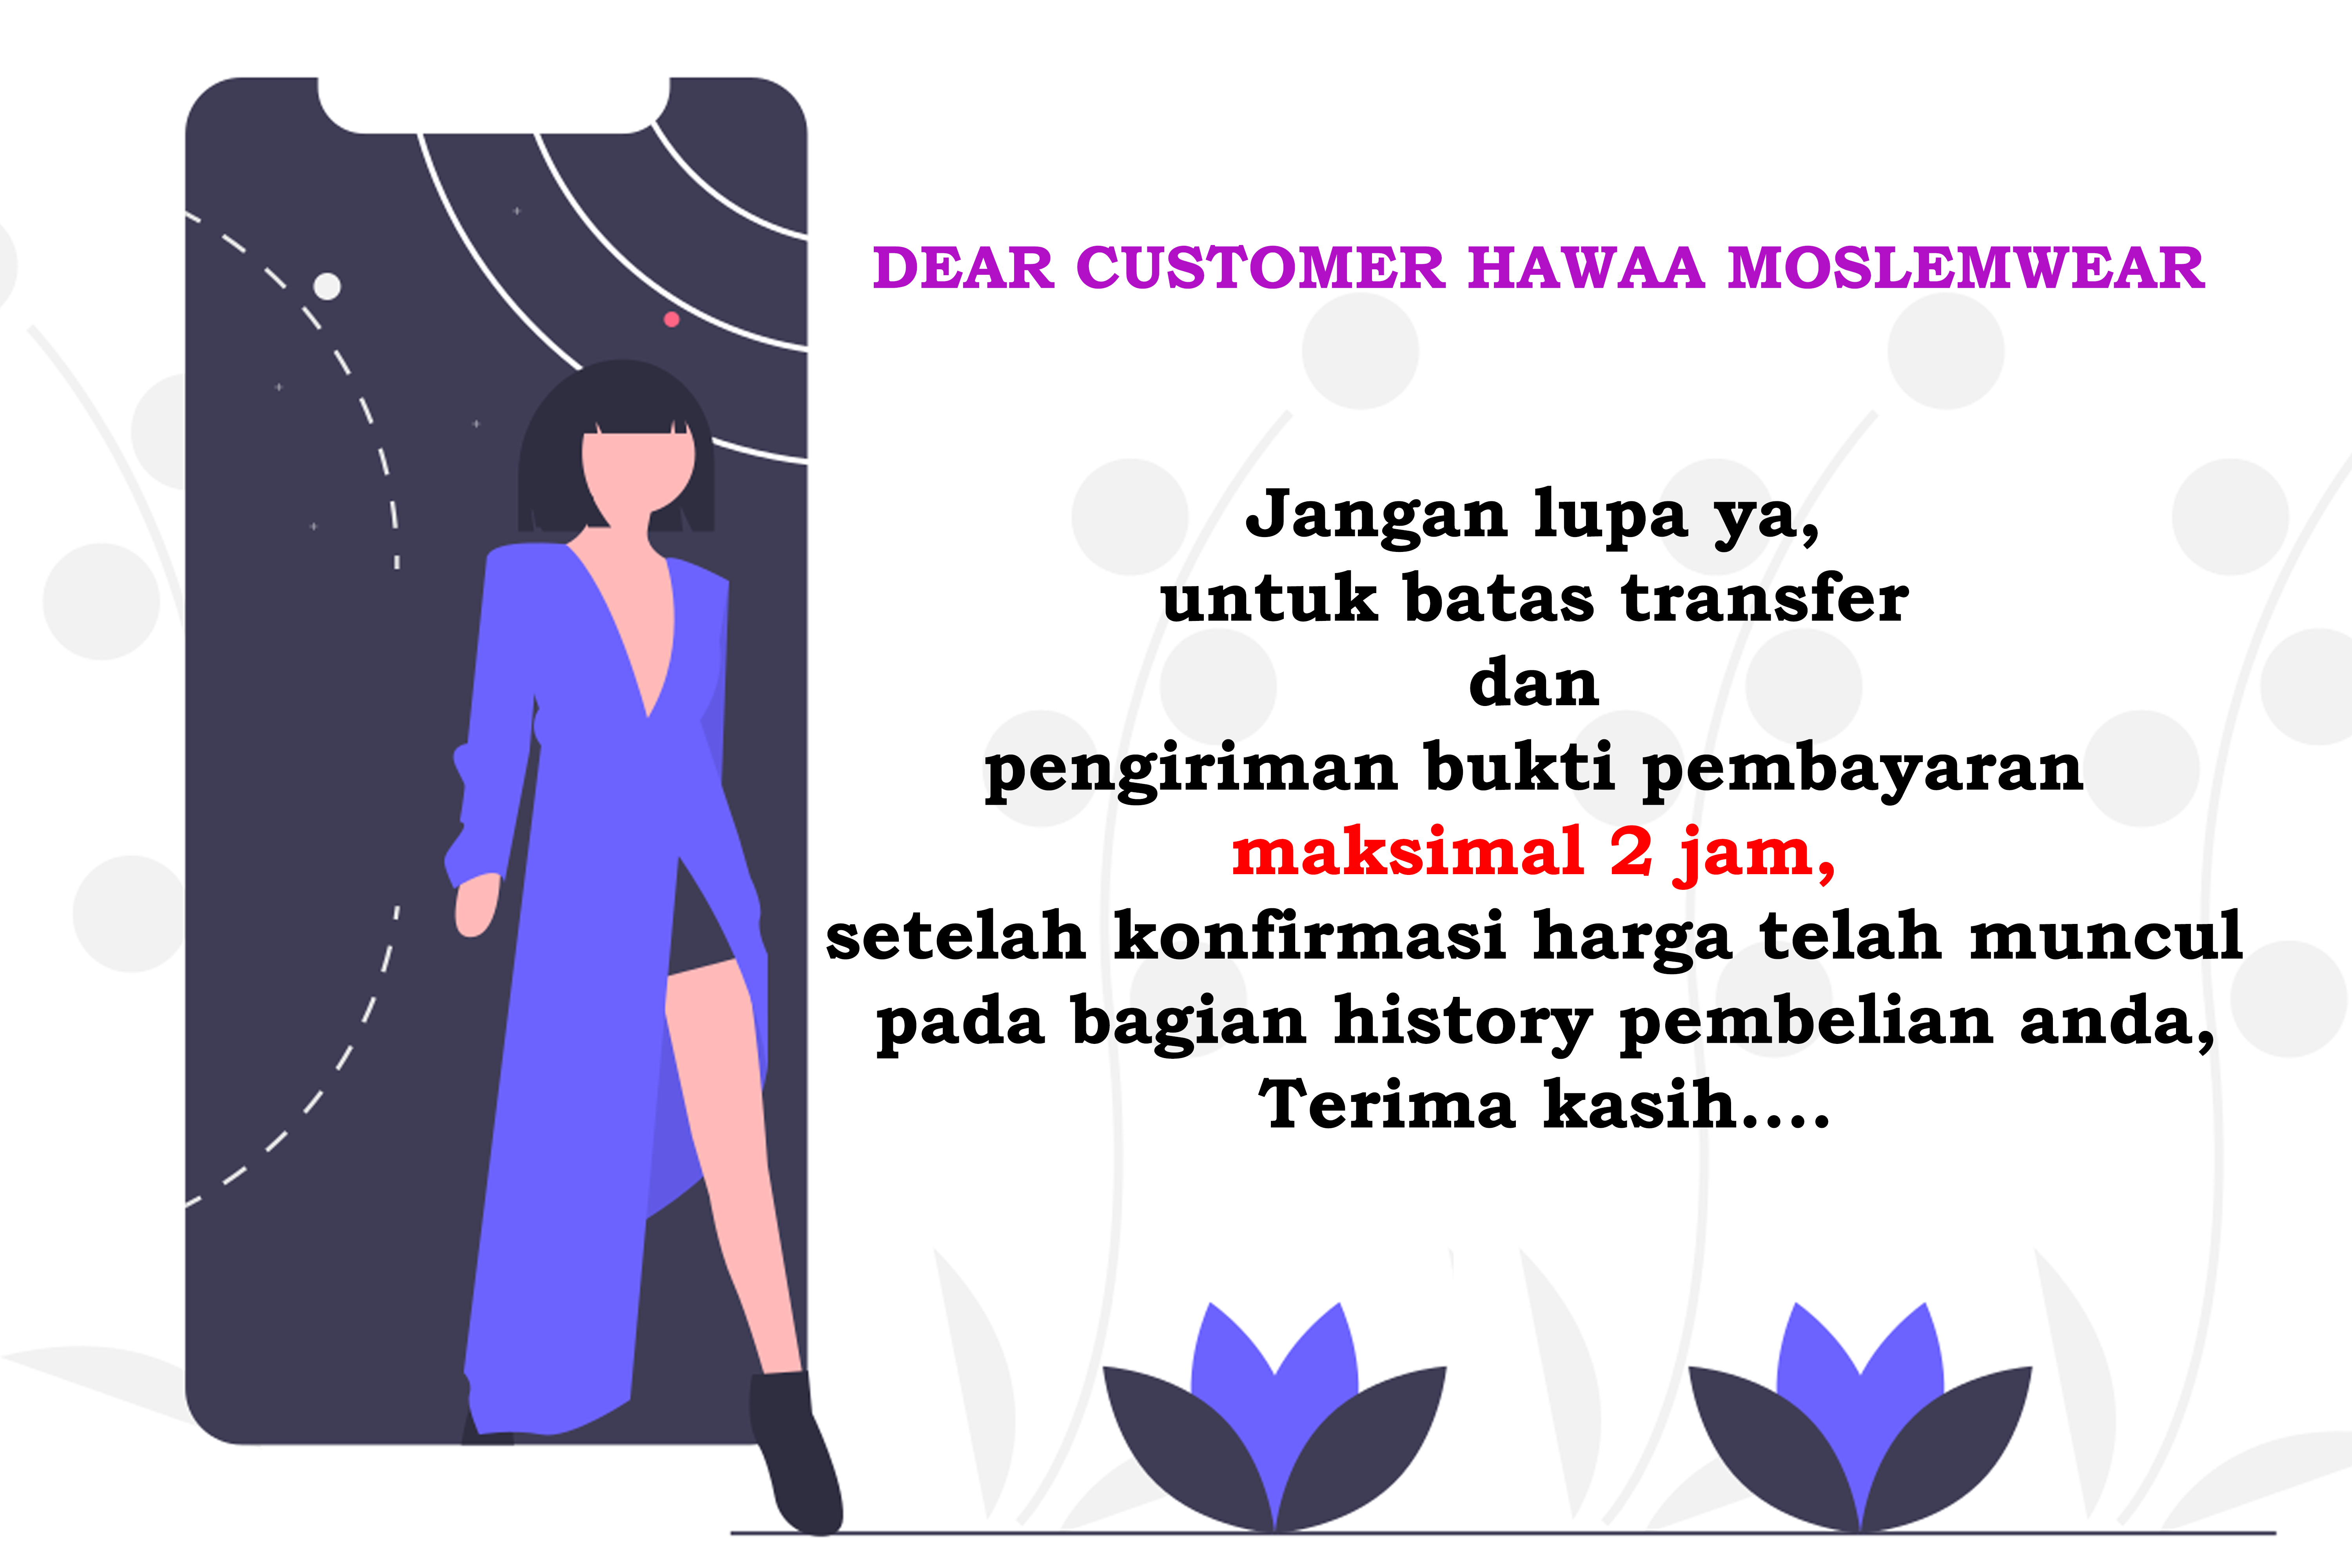 DEAR CUSTOMER HAWAA MOSLEMWEAR
Jangan lupa ya,
untuk batas transfer
dan
pengiriman bukti pembayaran
maksimal 2 jam,
setelah konfirmasi harga telah muncul
pada bagian history pembelian anda,
Terima kasih....